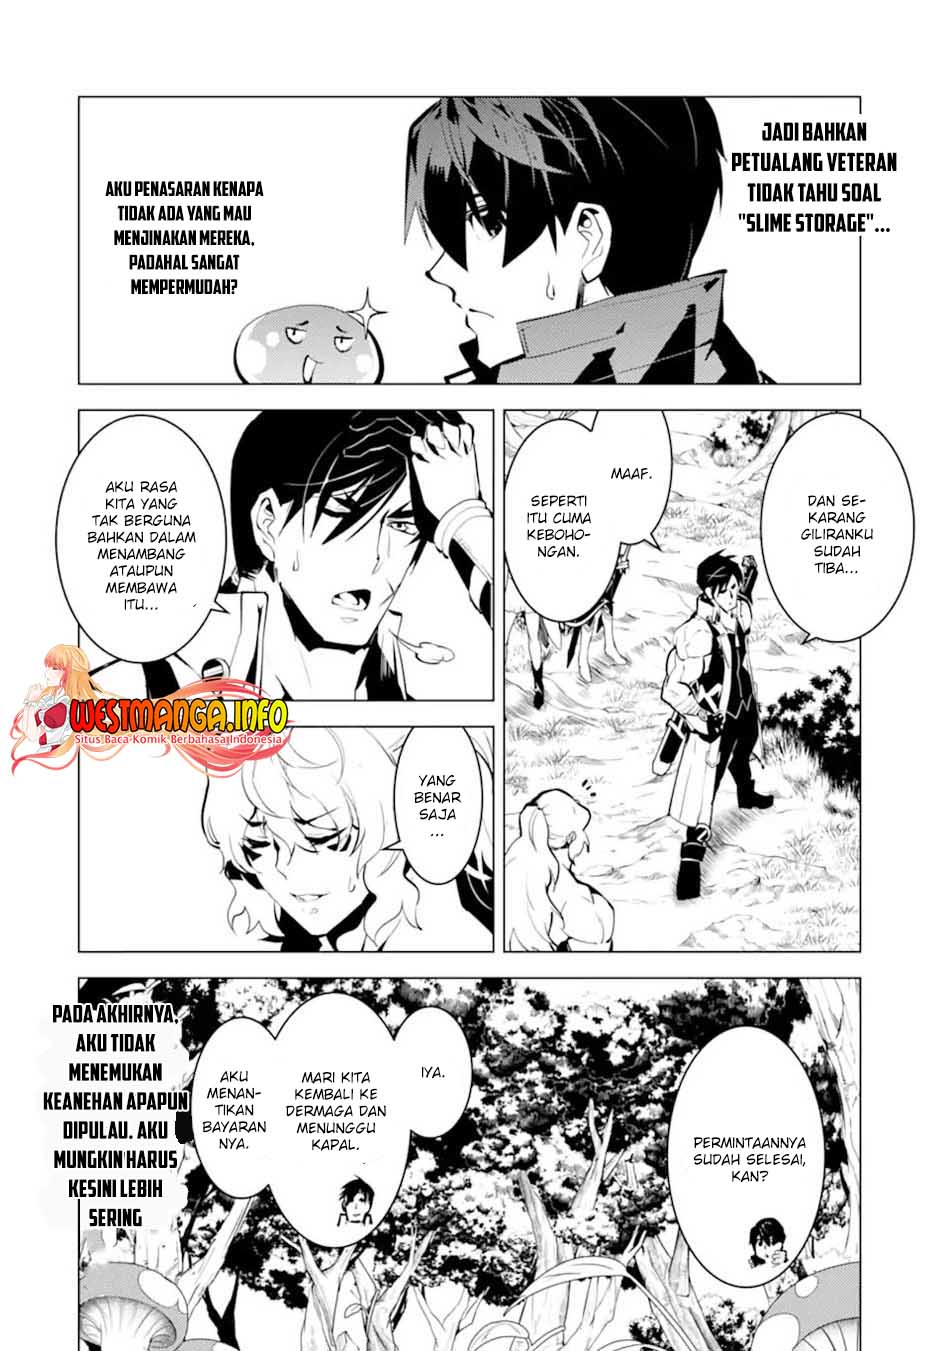 JADI BAHKAN
PETUALANG VETERAN
TIDAK TAHU SOAL
"SLIME STORAGE"...
AKU PENASARAN KENAPA
TIDAK ADA YANG MAU
MENJINAKAN MEREKA,
PADAHAL SANGAT
MEMPERMUDAH?
DAN SE-
KARANG
GILIRANKU
SUDAH
TIBA...
MAAF.
SEPERTI
ITU CUMA
KEBOHO-
NGAN.
AKU RASA
KITA YANG
TAK BERGUNA
BAHKAN DALAM
MENAMBANG
ATAUPUN
MEMBAWA
ITU...
WESTMANGA.INFO
Situs Baca Komik Berbahasa Indonesia
YANG
BENAR
SAJA
...
PERMINTAANNYA
SUDAH SELESAI,
KAN?
IYA.
MARI KITA
KEMBALI KE
DERMAGA DAN
MENUNGGU
KAPAL.
AKU
MENAN-
TIKAN
BAYARAN
NYA.
PADA AKHIRNYA,
AKU TIDAK
MENEMUKAN
KEANEHAN APAPUN
DIPULAU. AKU
MUNGKIN HARUS
KESINI LEBIH
SERING